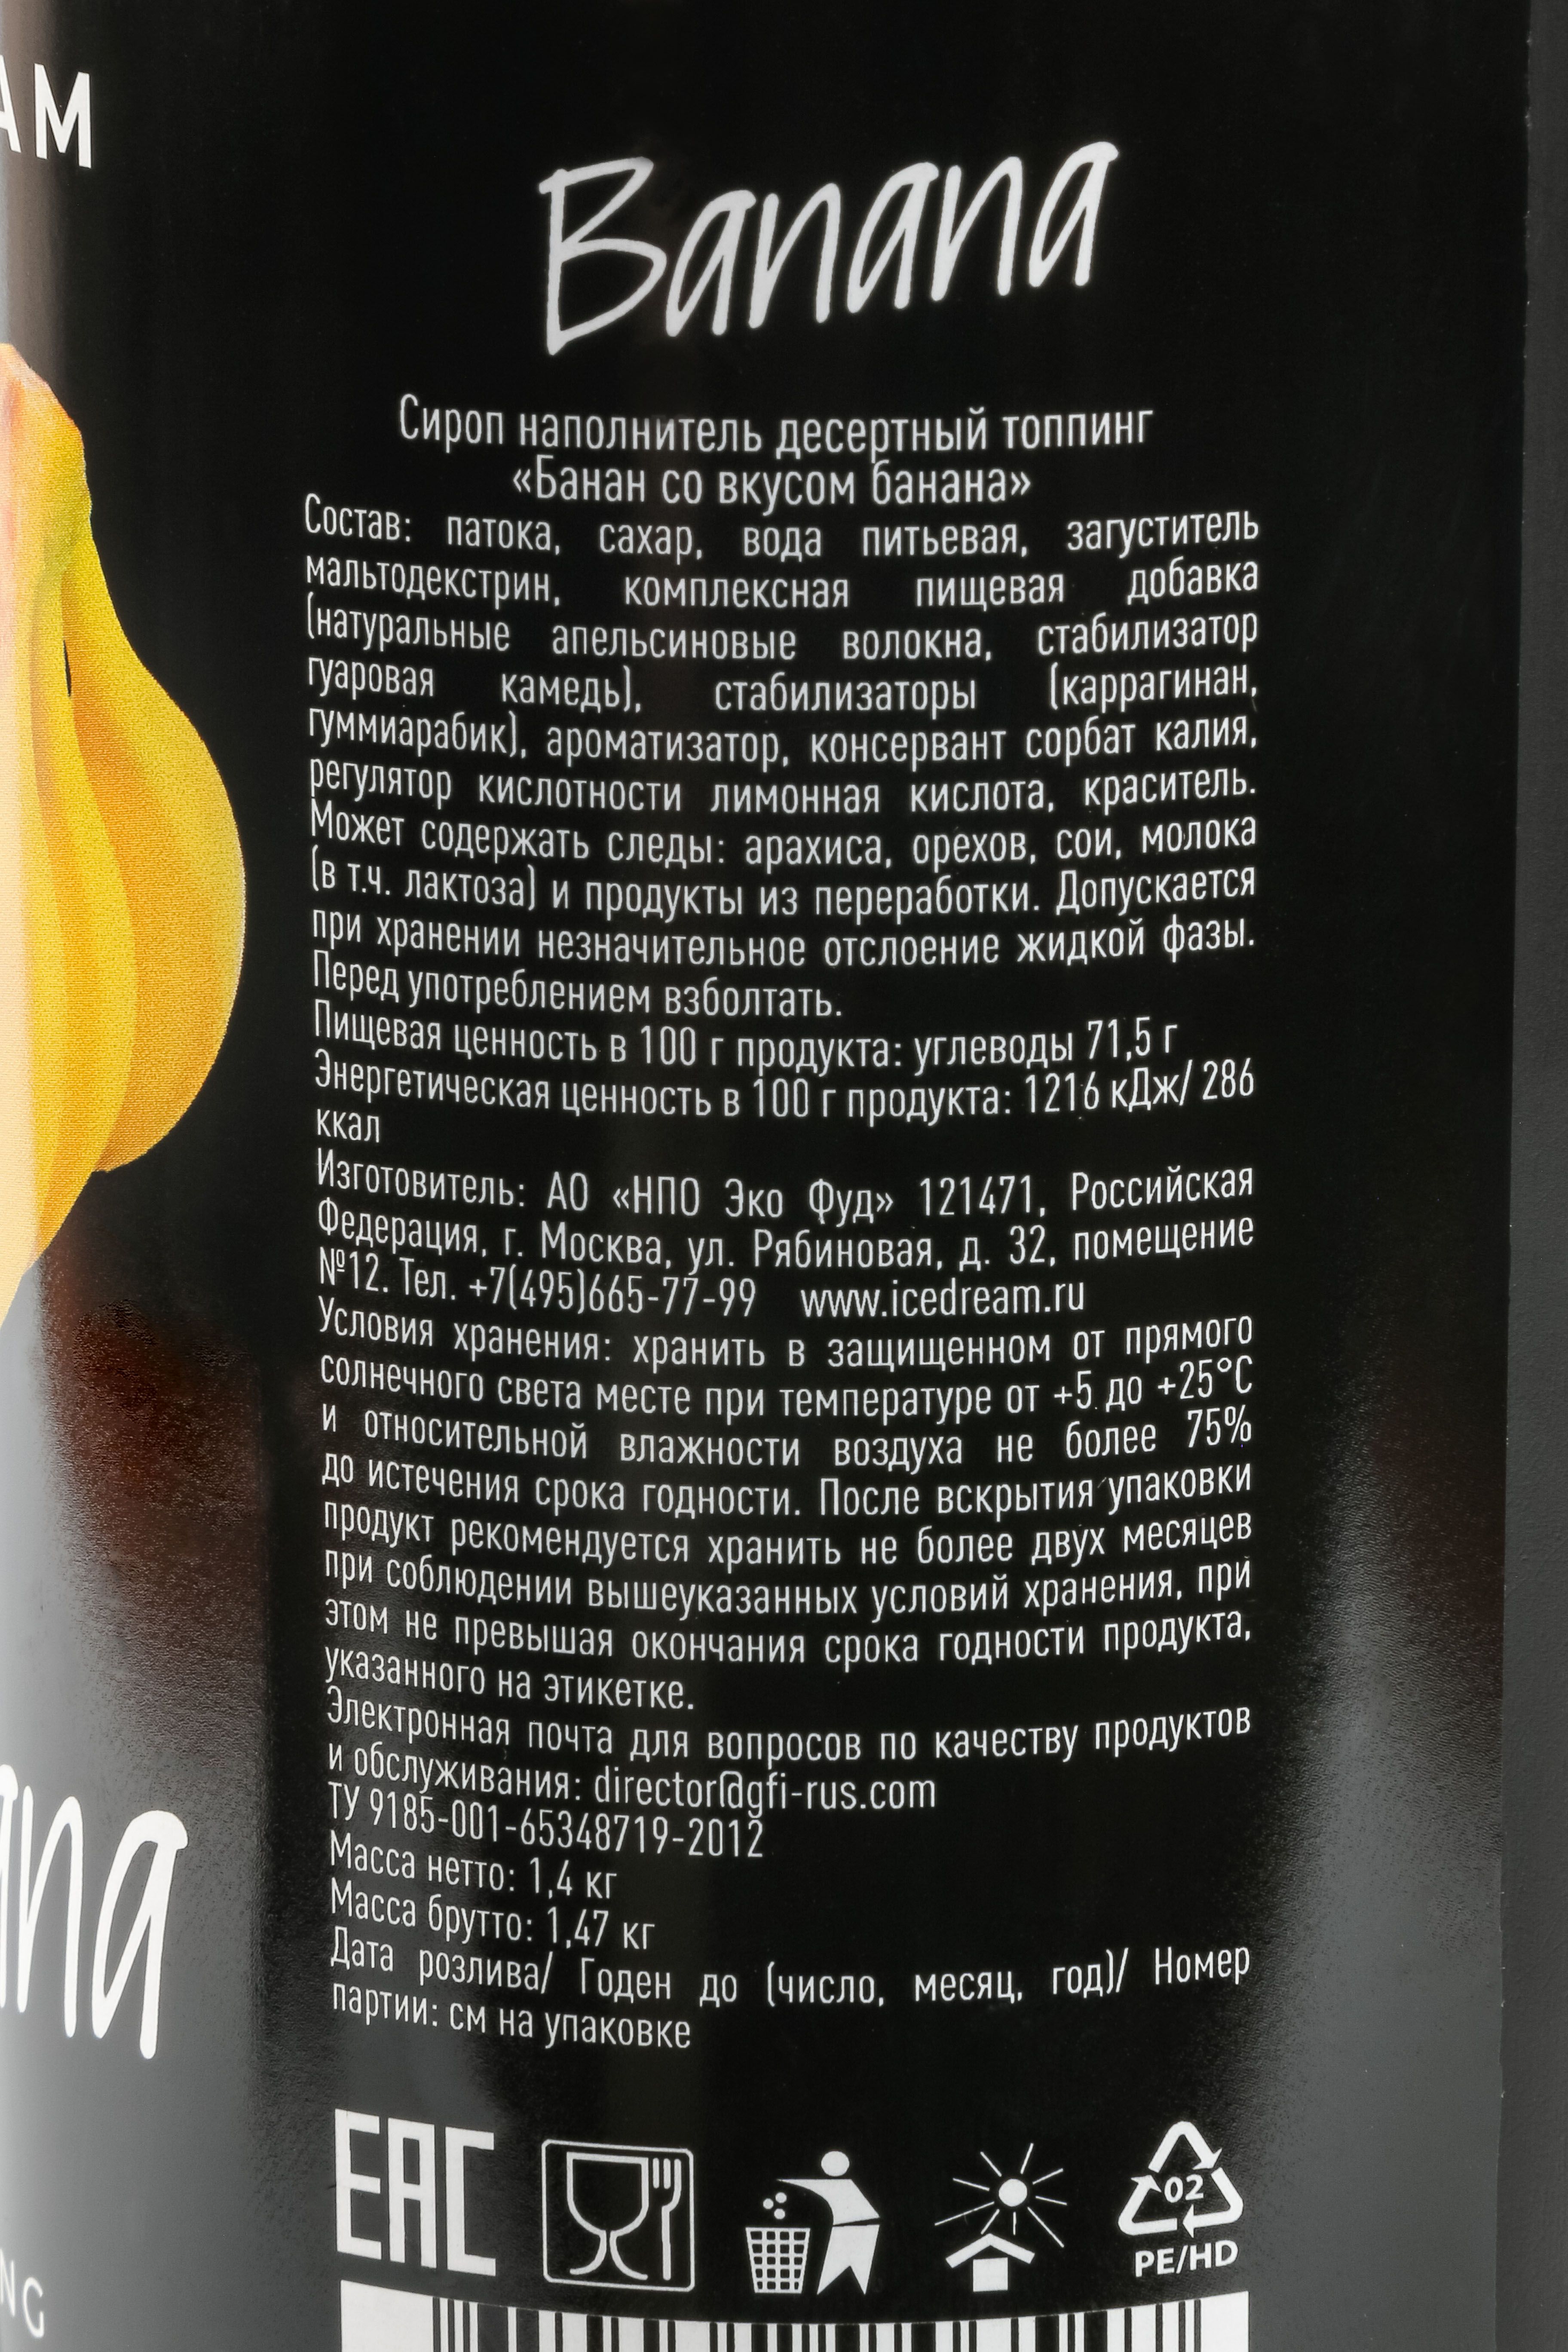 AM
Banana
Сироп наполнитель десертный топпинг
«Банан со вкусом банана»
Состав: патока, сахар, вода питьевая, загуститель
мальтодекстрин, комплексная пищевая добавка
(натуральные апельсиновые волокна, стабилизатор
гуаровая камедь), стабилизаторы (каррагинан,
гуммиарабик), ароматизатор, консервант сорбат калия,
регулятор кислотности лимонная кислота, краситель.
Может содержать следы: арахиса, орехов, сои, молока
(в т.ч. лактоза) и продукты из переработки. Допускается
при хранении незначительное отслоение жидкой фазы.
Перед употреблением взболтать.
Пищевая ценность в 100 г продукта: углеводы 71,5 г
Энергетическая ценность в 100 г продукта: 1216 кДж/ 286
ккал
Изготовитель: АО «НПО Эко Фуд» 121471, Российская
Федерация, г. Москва, ул. Рябиновая, д. 32, помещение
№12. Тел. +7(495)665-77-99 www.icedream.ru
Условия хранения: хранить в защищенном от прямого
солнечного света месте при температуре от +5 до +25°C
и относительной влажности воздуха не более 75%
до истечения срока годности. После вскрытия упаковки
продукт рекомендуется хранить не более двух месяцев
при соблюдении вышеуказанных условий хранения, при
этом не превышая окончания срока годности продукта,
указанного на этикетке.
Электронная почта для вопросов по качеству продуктов
и обслуживания: director@gfi-rus.com
ТУ 9185-001-65348719-2012
Масса нетто: 1,4 кг
Масса брутто: 1,47 кг
Дата розлива/ Годен до (число, месяц, год)/ Номер
партии: см на упаковке
ana
EAC
02
PE/HD
NG